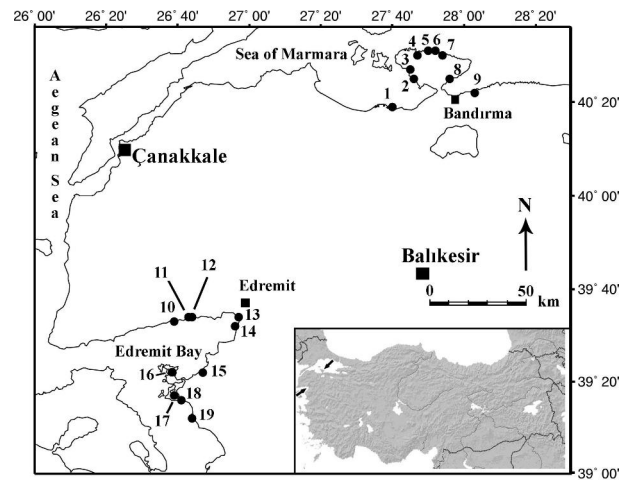 26° 00' 26° 20' 26° 40' 27° 00' 27° 20' 27° 40' 28° 00' 28° 20'
Sea of Marmara
4 5 6 7
3
2
8
1
9
Bandırma
40° 20'
Aegean Sea
Çanakkale
40° 00'
N
Balıkesir
0 50
km
39° 40'
11 12
Edremit
10
13
14
Edremit Bay
16
15
39° 20'
17 18
19
39° 00'